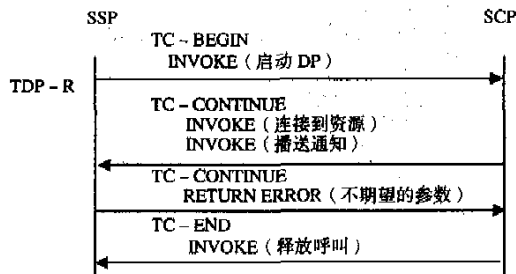 SSP
SCP
TC-BEGIN
INVOKE(启动 DP)
TDP-R
TC-CONTINUE
INVOKE(连接到资源)
INVOKE(播送通知)
TC-CONTINUE
RETURN ERROR(不期望的参数)
TC-END
INVOKE(释放呼叫)